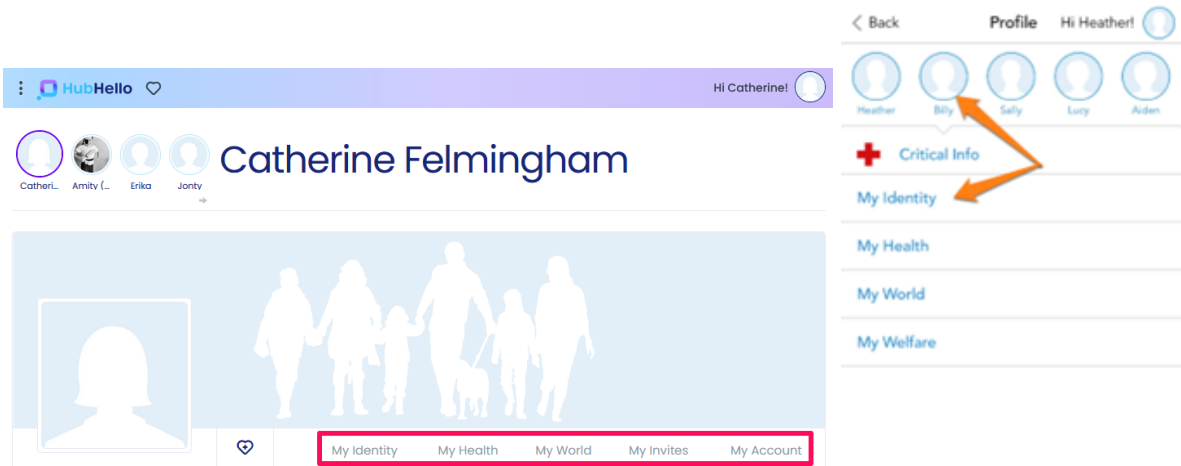 HubHello
Hi Catherine!
Catheri...
Amity (...
Erika
Jonty
Catherine Felmingham
My Identity
My Health
My World
My Invites
My Account
Back
Profile
Hi Heather!
Heather
Billy
Sally
Lucy
Aiden
Critical Info
My Identity
My Health
My World
My Welfare